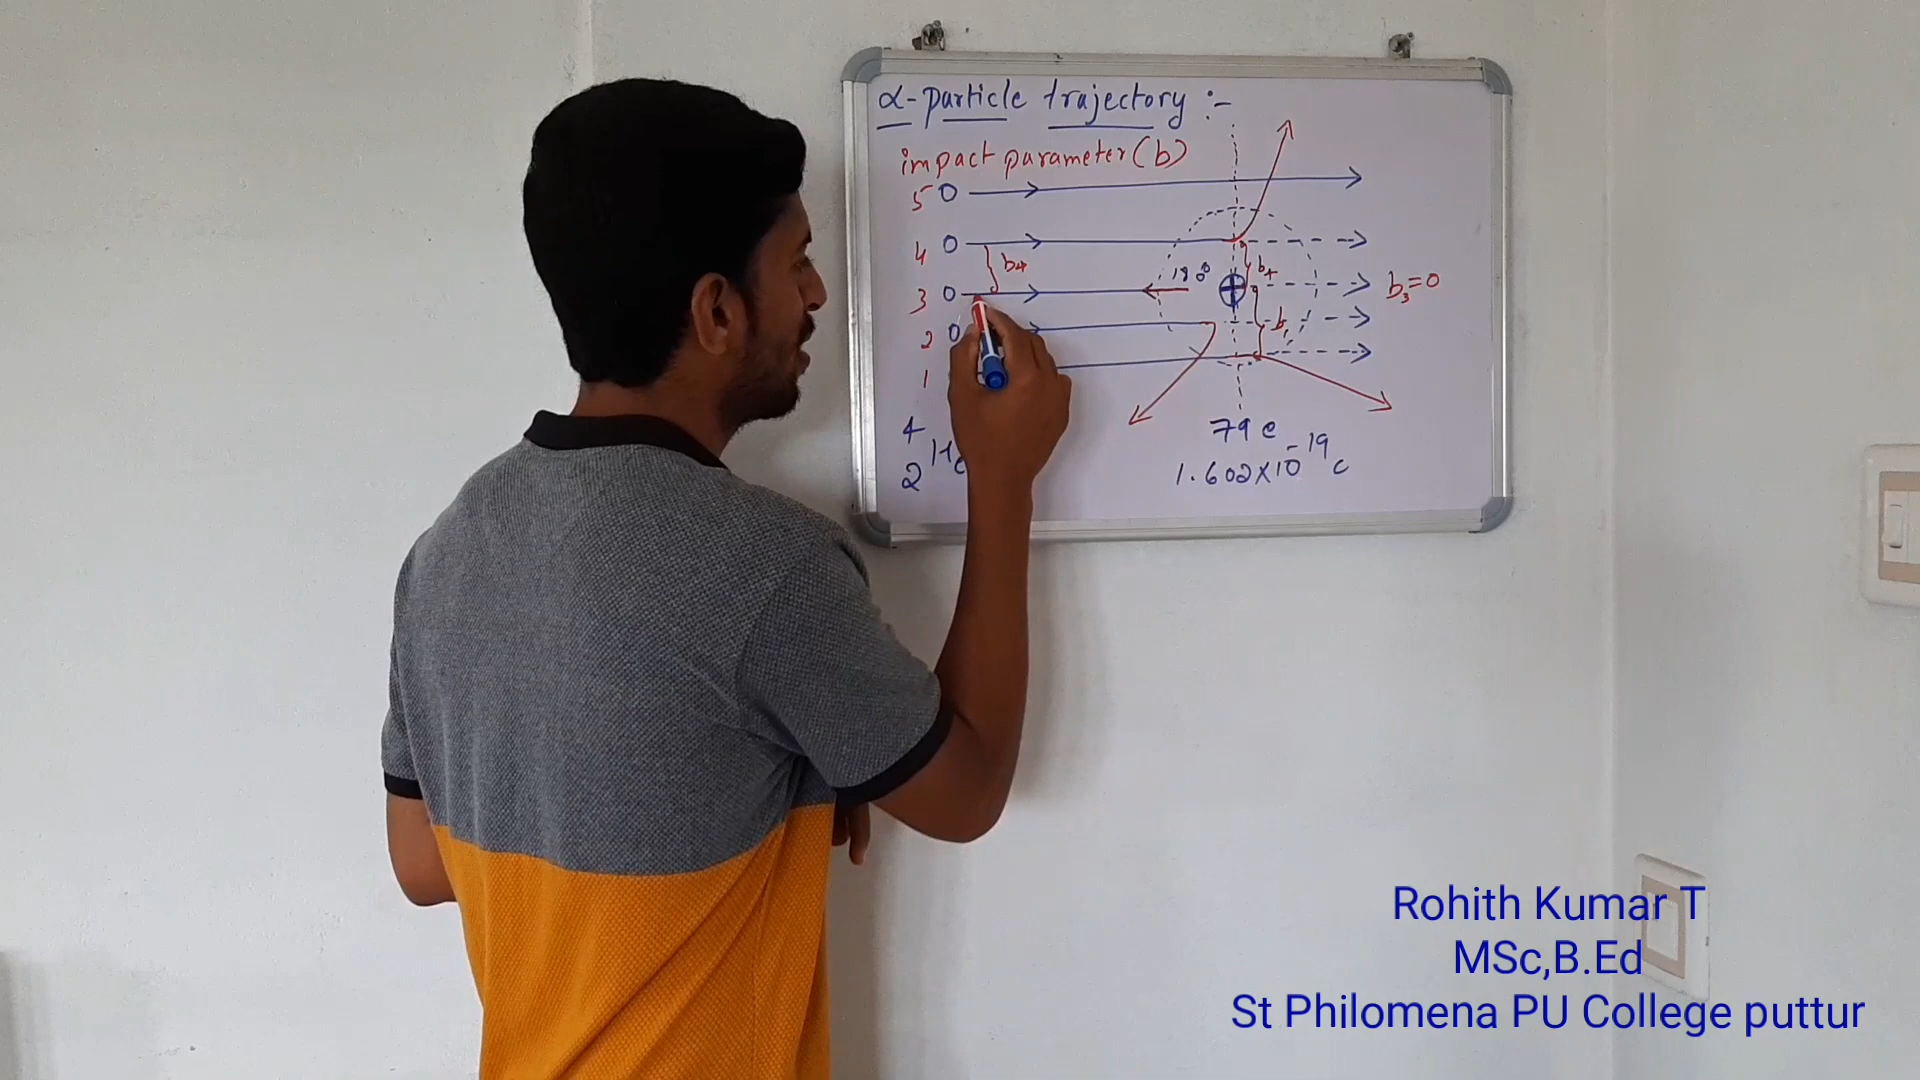 α-particle trajectory :-
impact parameter (b)
5 0
4 0
b4
180°
b4
3 0
b3=0
2 0
b1
1
4
2 He
79 e
1.602×10-19 c
Rohith Kumar T
MSc,B.Ed
St Philomena PU College puttur